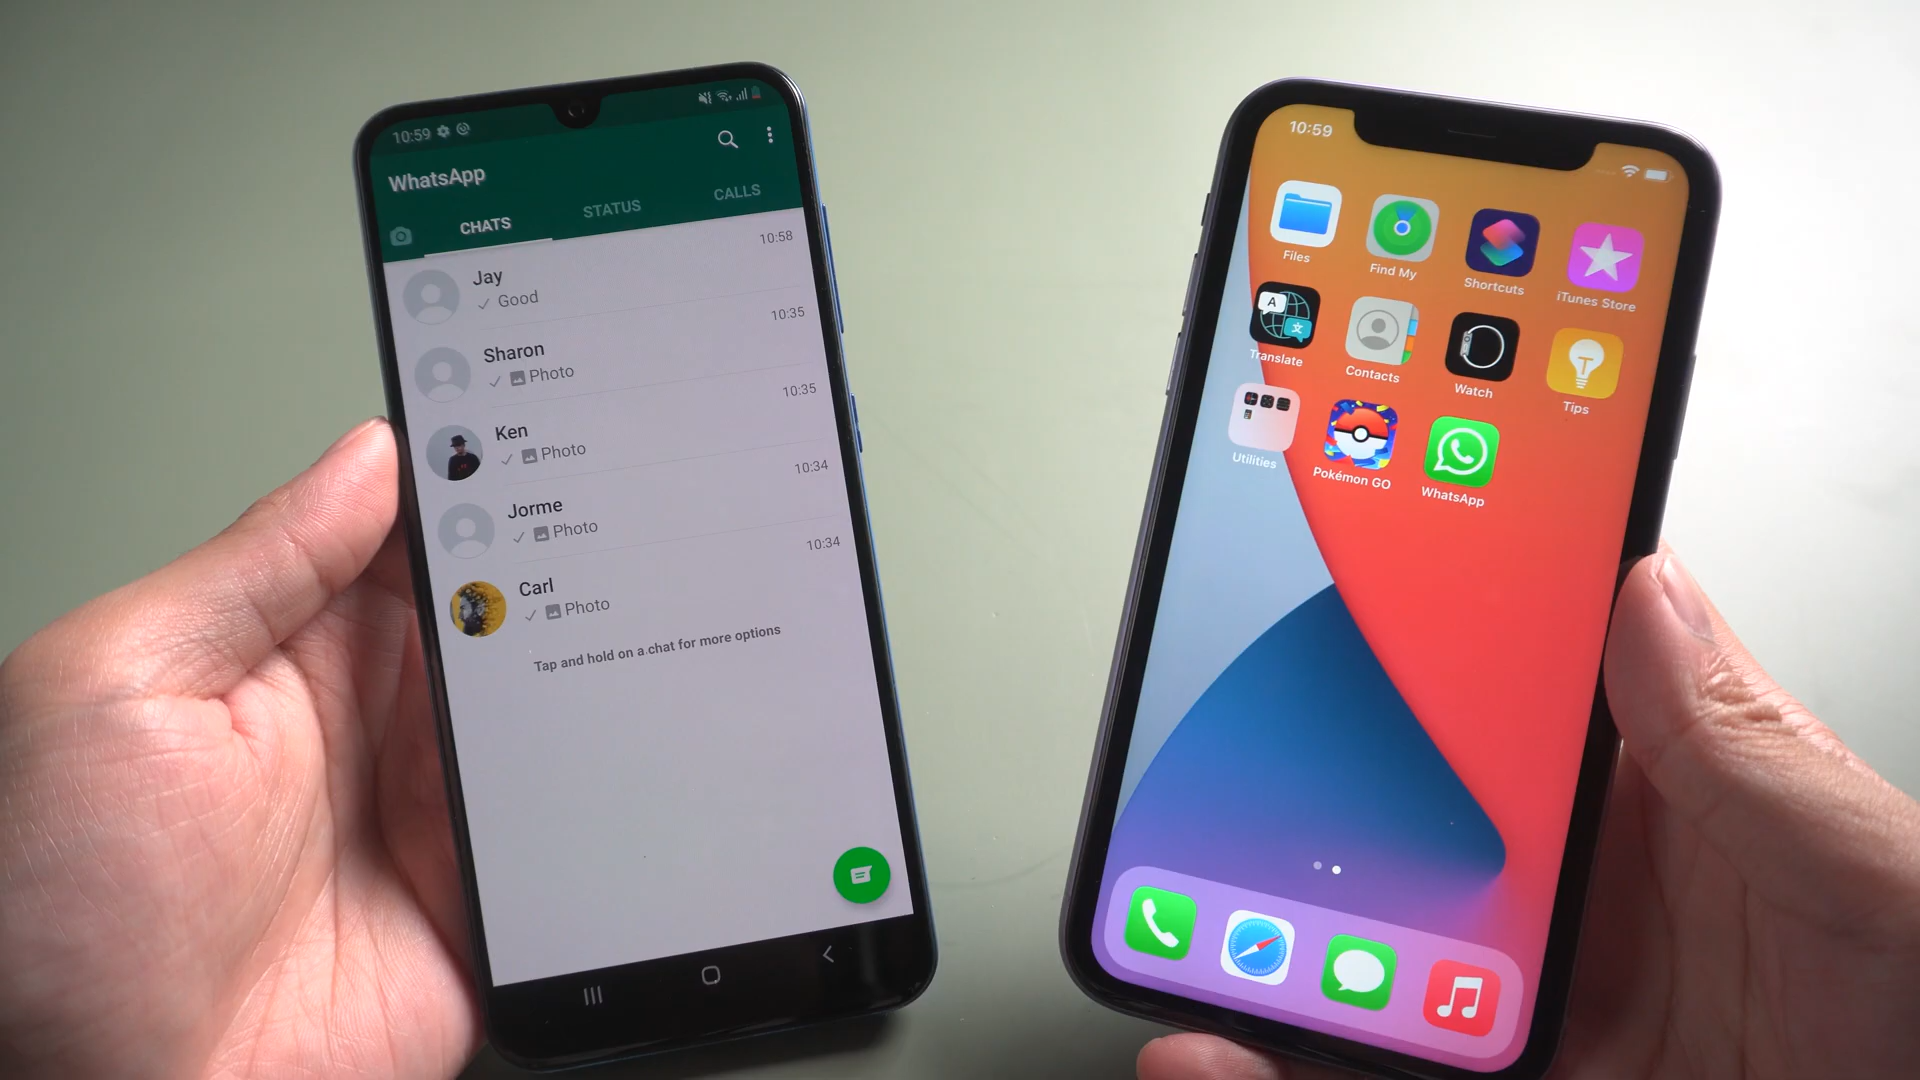 10:59
WhatsApp
CHATS STATUS CALLS
Jay 10:58
Good
Sharon 10:35
Photo
Ken 10:35
Photo
Jorme 10:34
Photo
Carl 10:34
Photo
Tap and hold on a chat for more options
10:59
Files Find My Shortcuts iTunes Store
A 文
Translate Contacts Watch Tips
Utilities Pokémon GO WhatsApp